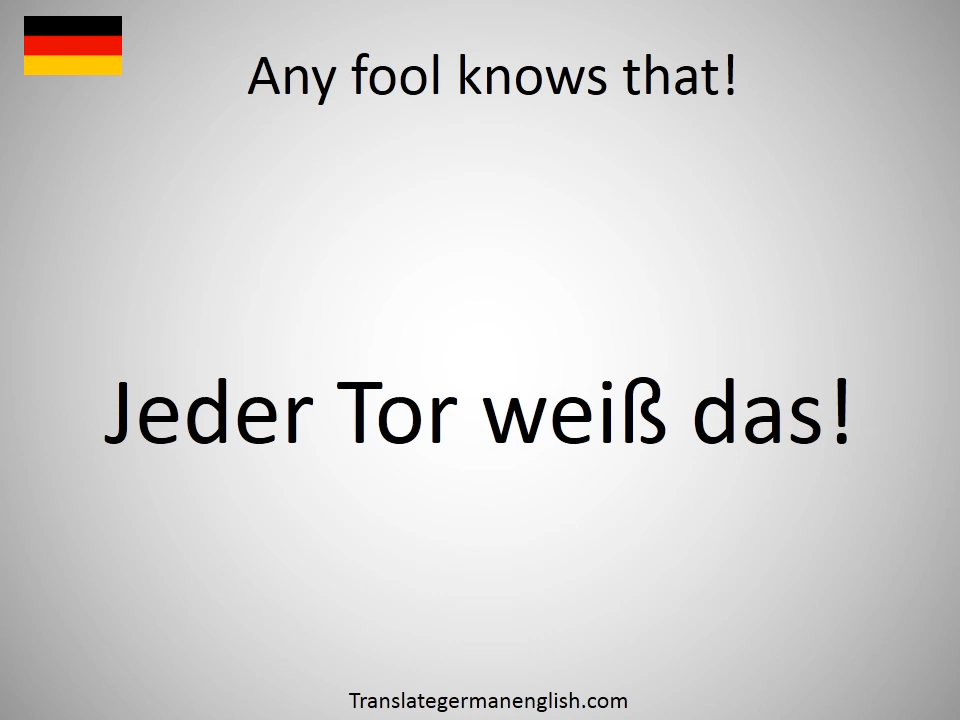 Any fool knows that!
Jeder Tor weiß das!
Translategermanenglish.com